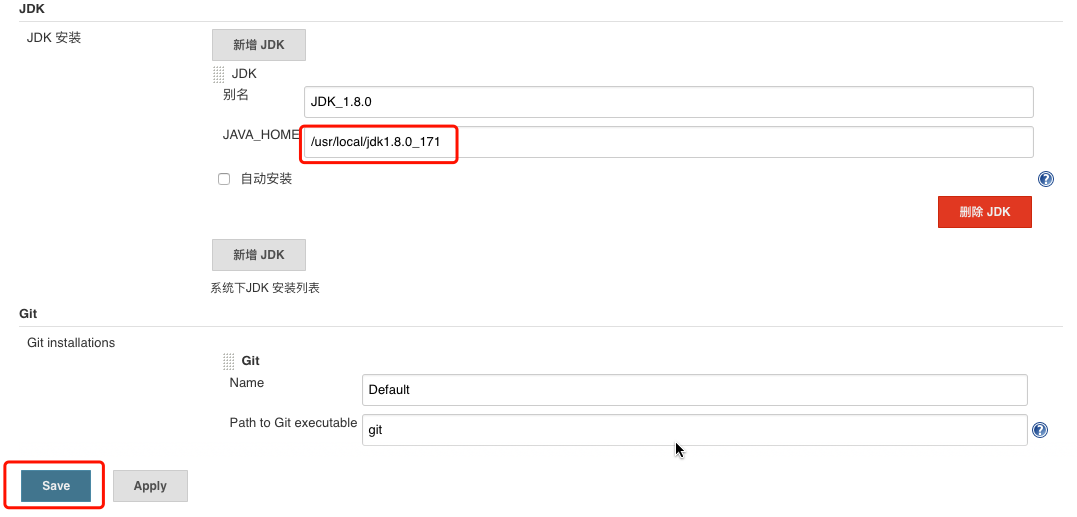 JDK
JDK 安装
新增 JDK
JDK
别名
JDK_1.8.0
JAVA_HOME
/usr/local/jdk1.8.0_171
自动安装
?
删除 JDK
新增 JDK
系统下JDK 安装列表
Git
Git installations
Git
Name
Default
Path to Git executable
git
?
Save
Apply